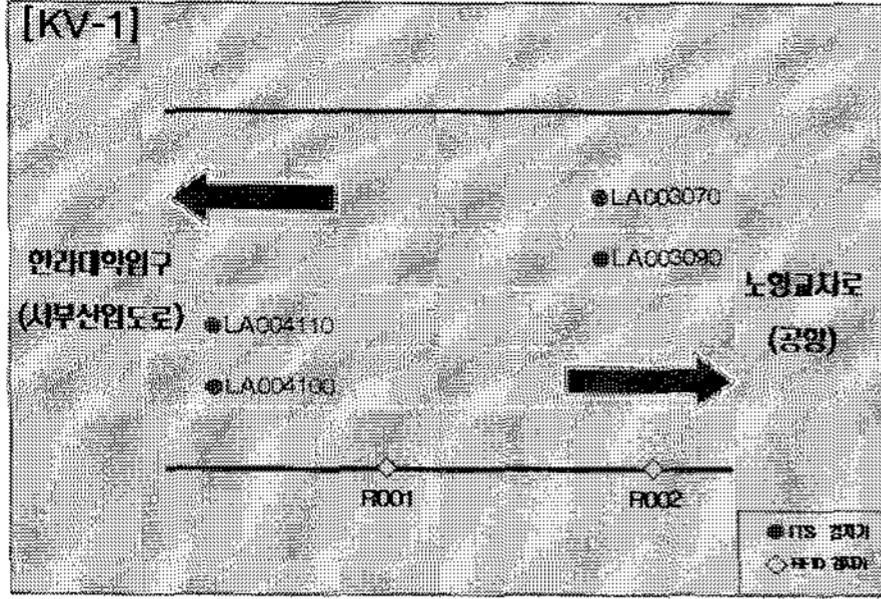 [KV-1]
LA003070
LA003090
한라대학입구
(서부산업도로)
노형교차로
(공항)
LA004110
LA004100
R001
R002
ITS 검지기
RFID 검지기